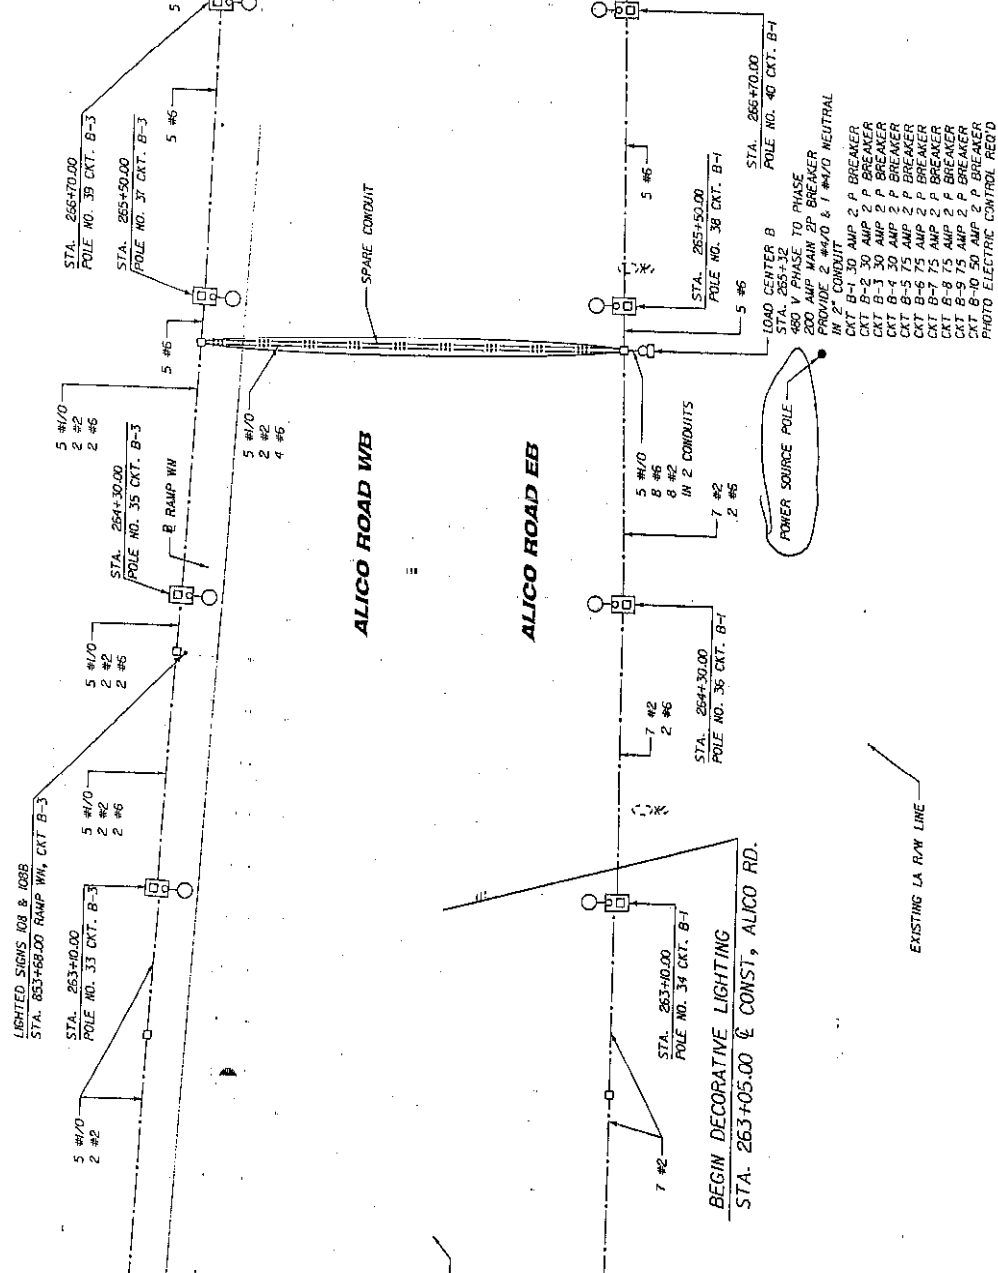 LIGHTED SIGNS 108 & 108B
STA. 853+68.00 RAMP WN, CKT B-3
STA. 263+10.00
POLE NO. 33 CKT. B-3
5 #1/0
2 #2
5 #1/0
2 #2
2 #6
5 #1/0
2 #2
2 #6
STA. 264+30.00
POLE NO. 35 CKT. B-3
℄ RAMP WN
5 #1/0
2 #2
2 #6
5 #6
STA. 265+50.00
POLE NO. 37 CKT. B-3
STA. 266+70.00
POLE NO. 39 CKT. B-3
5 #6
5
5 #1/0
2 #2
4 #6
SPARE CONDUIT
ALICO ROAD WB
ALICO ROAD EB
7 #2
STA. 263+10.00
POLE NO. 34 CKT. B-1
7 #2
2 #6
STA. 264+30.00
POLE NO. 36 CKT. B-1
7 #2
2 #6
5 #1/0
8 #6
8 #2
IN 2 CONDUITS
5 #6
STA. 265+50.00
POLE NO. 38 CKT. B-1
5 #6
STA. 266+70.00
POLE NO. 40 CKT. B-1
LOAD CENTER B
STA. 265+32
480 V PHASE TO PHASE
200 AMP MAIN 2P BREAKER
PROVIDE 2 #4/0 & 1 #4/0 NEUTRAL
IN 2" CONDUIT
CKT B-1 30 AMP 2 P BREAKER
CKT B-2 30 AMP 2 P BREAKER
CKT B-3 30 AMP 2 P BREAKER
CKT B-4 30 AMP 2 P BREAKER
CKT B-5 75 AMP 2 P BREAKER
CKT B-6 75 AMP 2 P BREAKER
CKT B-7 75 AMP 2 P BREAKER
CKT B-8 75 AMP 2 P BREAKER
CKT B-9 75 AMP 2 P BREAKER
CKT B-10 50 AMP 2 P BREAKER
PHOTO ELECTRIC CONTROL REQ'D
POWER SOURCE POLE
BEGIN DECORATIVE LIGHTING
STA. 263+05.00 ℄ CONST, ALICO RD.
EXISTING LA R/W LINE